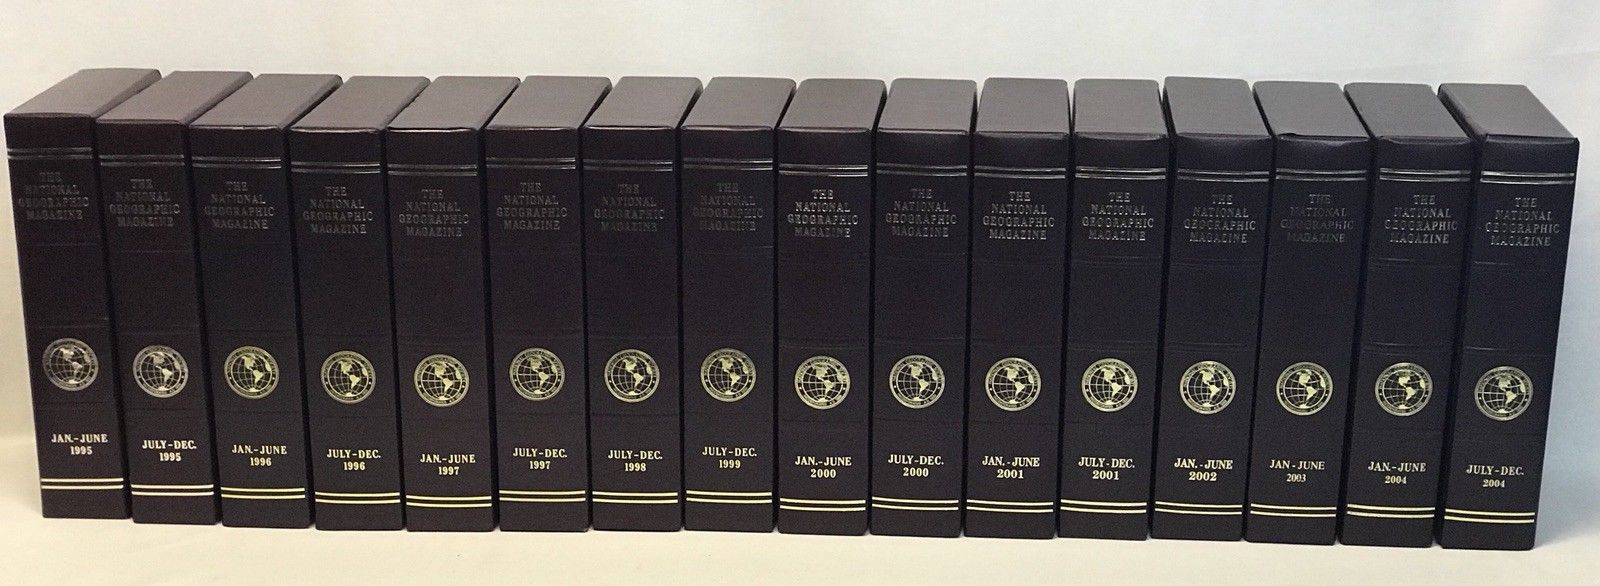 THE
NATIONAL
GEOGRAPHIC
MAGAZINE
JAN.-JUNE
1995
THE
NATIONAL
GEOGRAPHIC
MAGAZINE
JULY-DEC.
1995
THE
NATIONAL
GEOGRAPHIC
MAGAZINE
JAN.-JUNE
1996
THE
NATIONAL
GEOGRAPHIC
MAGAZINE
JULY-DEC.
1996
THE
NATIONAL
GEOGRAPHIC
MAGAZINE
JAN.-JUNE
1997
THE
NATIONAL
GEOGRAPHIC
MAGAZINE
JULY-DEC.
1997
THE
NATIONAL
GEOGRAPHIC
MAGAZINE
JULY-DEC.
1998
THE
NATIONAL
GEOGRAPHIC
MAGAZINE
JULY-DEC.
1999
THE
NATIONAL
GEOGRAPHIC
MAGAZINE
JAN.-JUNE
2000
THE
NATIONAL
GEOGRAPHIC
MAGAZINE
JULY-DEC.
2000
THE
NATIONAL
GEOGRAPHIC
MAGAZINE
JAN.-JUNE
2001
THE
NATIONAL
GEOGRAPHIC
MAGAZINE
JULY-DEC.
2001
THE
NATIONAL
GEOGRAPHIC
MAGAZINE
JAN.-JUNE
2002
THE
NATIONAL
GEOGRAPHIC
MAGAZINE
JAN-JUNE
2003
THE
NATIONAL
GEOGRAPHIC
MAGAZINE
JAN.-JUNE
2004
THE
NATIONAL
GEOGRAPHIC
MAGAZINE
JULY-DEC.
2004